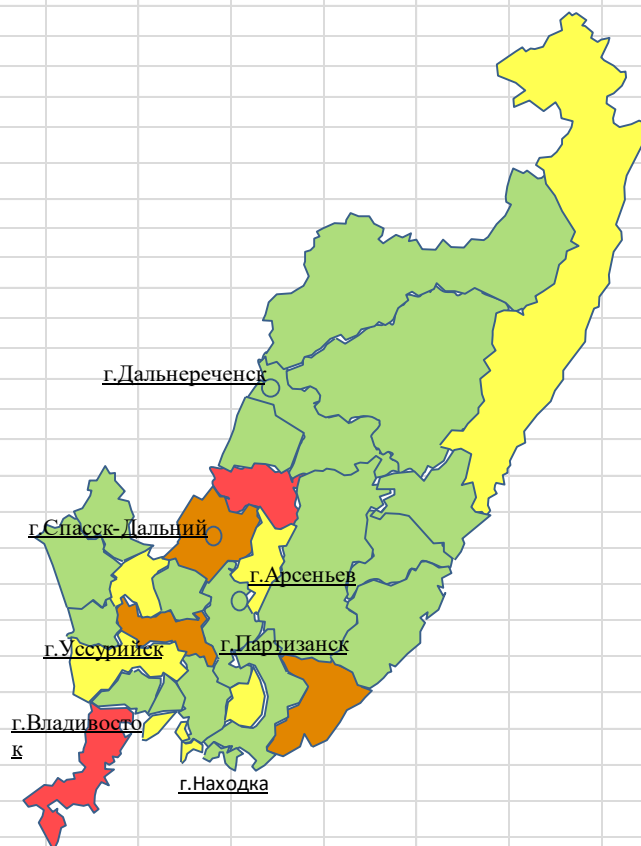 г.Дальнереченск
г.Спасск-Дальний
г.Арсеньев
г.Партизанск
г.Уссурийск
г.Владивосто
к
г.Находка